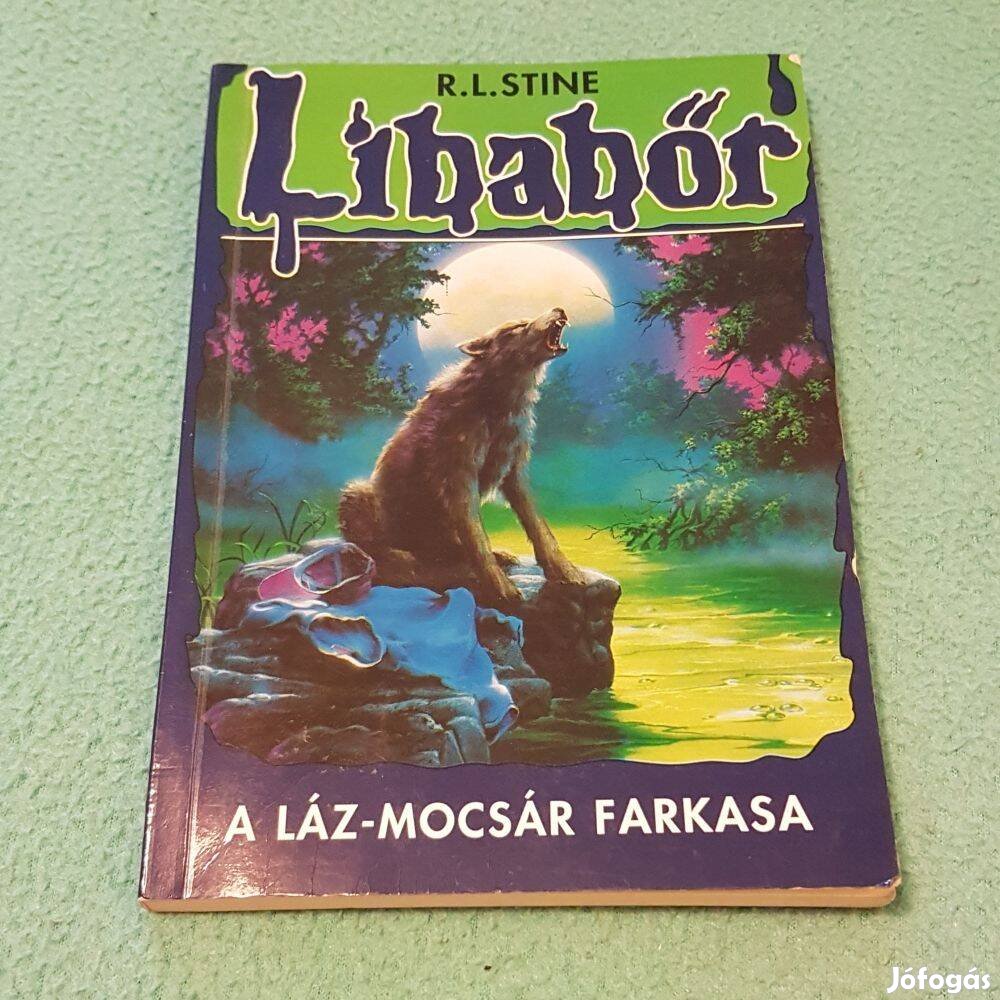 R.L.STINE
Libabőr
A LÁZ-MOCSÁR FARKASA
Jófogás